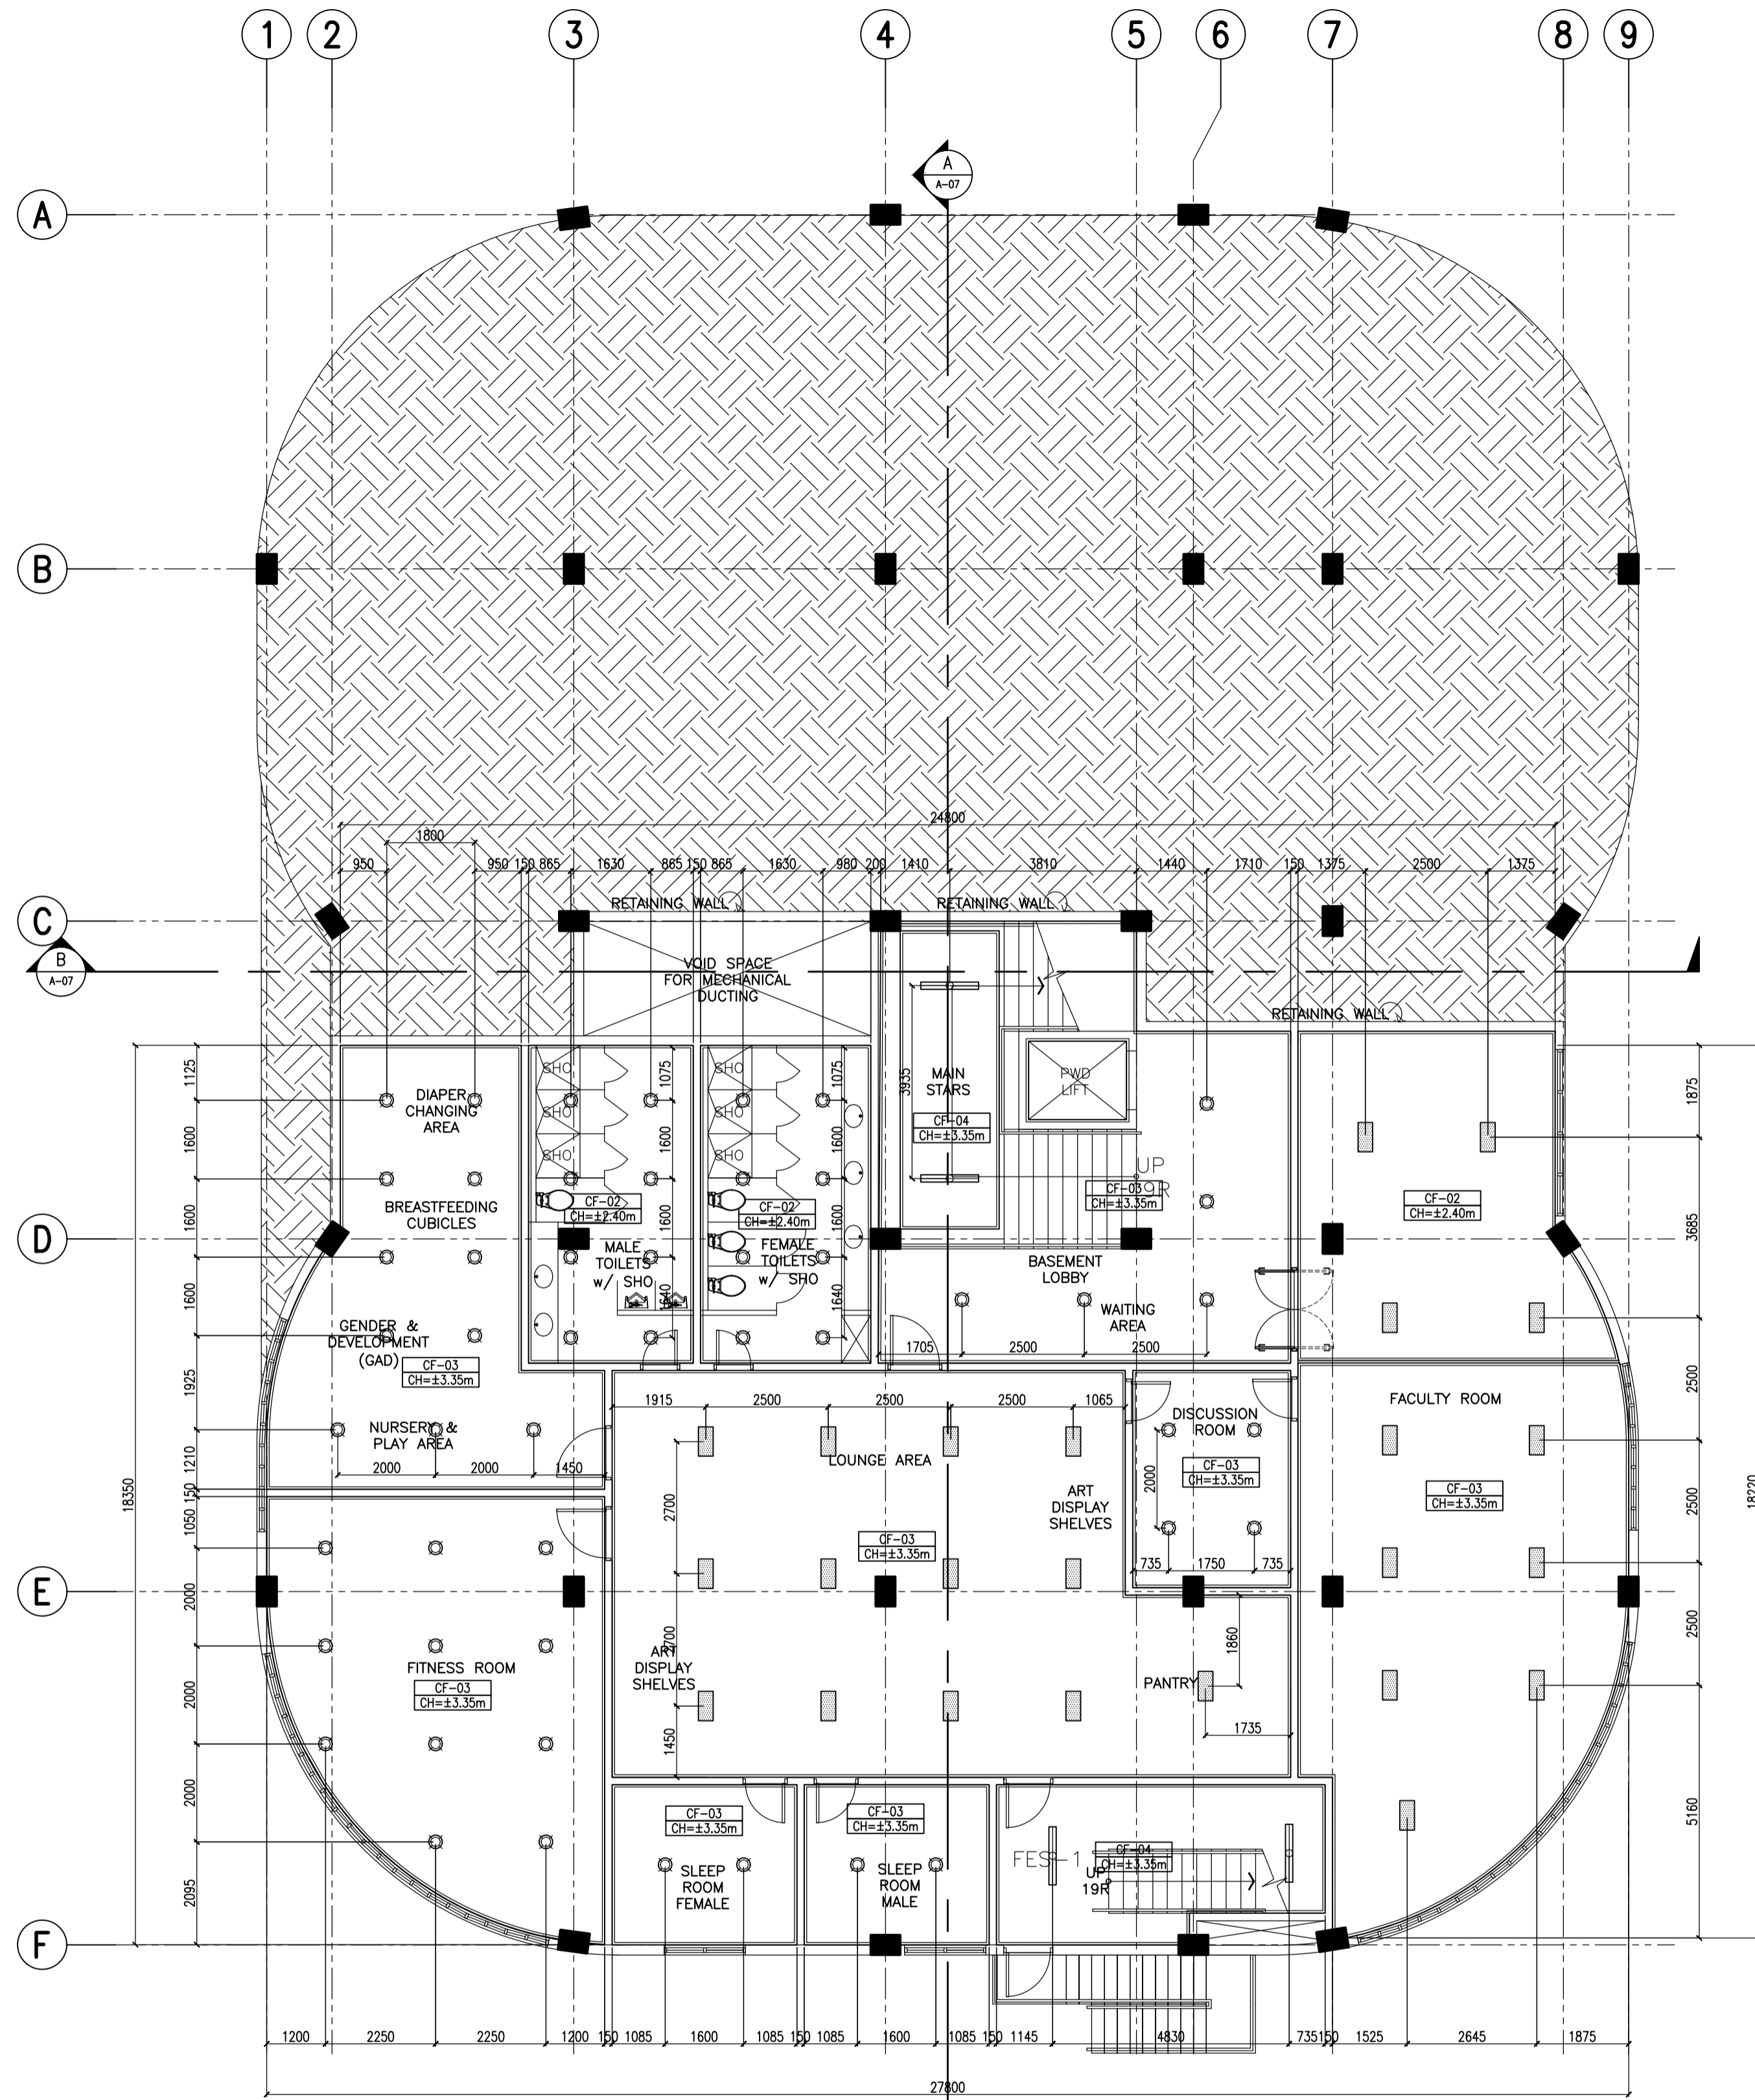 1 2 3 4 5 6 7 8 9
A
A
A-07
B
24800
1800
950 950 150 865 1630 865 150 865 1630 980 200 1410 3810 1440 1710 150 1375 2500 1375
RETAINING WALL
RETAINING WALL
C
B
A-07
VOID SPACE
FOR MECHANICAL
DUCTING
RETAINING WALL
1125
SHO
1075
SHO
1075
MAIN
STARS
3935
PWD
LIFT
1875
DIAPER
CHANGING
AREA
SHO
SHO
CF-04
CH=±3.35m
1600
1600
1600
SHO
SHO
UP
19R
CF-03
CH=±3.35m
BREASTFEEDING
CUBICLES
CF-02
CH=±2.40m
CF-02
CH=±2.40m
CF-02
CH=±2.40m
1600
1600
1600
3685
D
MALE
TOILETS
w/ SHO
FEMALE
TOILETS
w/ SHO
BASEMENT
LOBBY
1600
1640
1640
WAITING
AREA
GENDER &
DEVELOPMENT
(GAD)
1705 2500 2500
CF-03
CH=±3.35m
1925
2500
1915 2500 2500 2500 1065
FACULTY ROOM
NURSERY &
PLAY AREA
DISCUSSION
ROOM
LOUNGE AREA
1210
2000 2000 1450
CF-03
CH=±3.35m
2000
ART
DISPLAY
SHELVES
CF-03
CH=±3.35m
18350
150
2700
2500
18220
1050
CF-03
CH=±3.35m
735 1750 735
E
2000
1860
2500
ART
DISPLAY
SHELVES
2700
FITNESS ROOM
CF-03
CH=±3.35m
PANTRY
2000
1735
1450
2000
CF-03
CH=±3.35m
CF-03
CH=±3.35m
5160
FES-1
CF-04
CH=±3.35m
UP
19R
SLEEP
ROOM
FEMALE
SLEEP
ROOM
MALE
2095
F
1200 2250 2250 1200 150 1085 1600 1085 150 1085 1600 1085 150 1145 4830 735 150 1525 2645 1875
27800